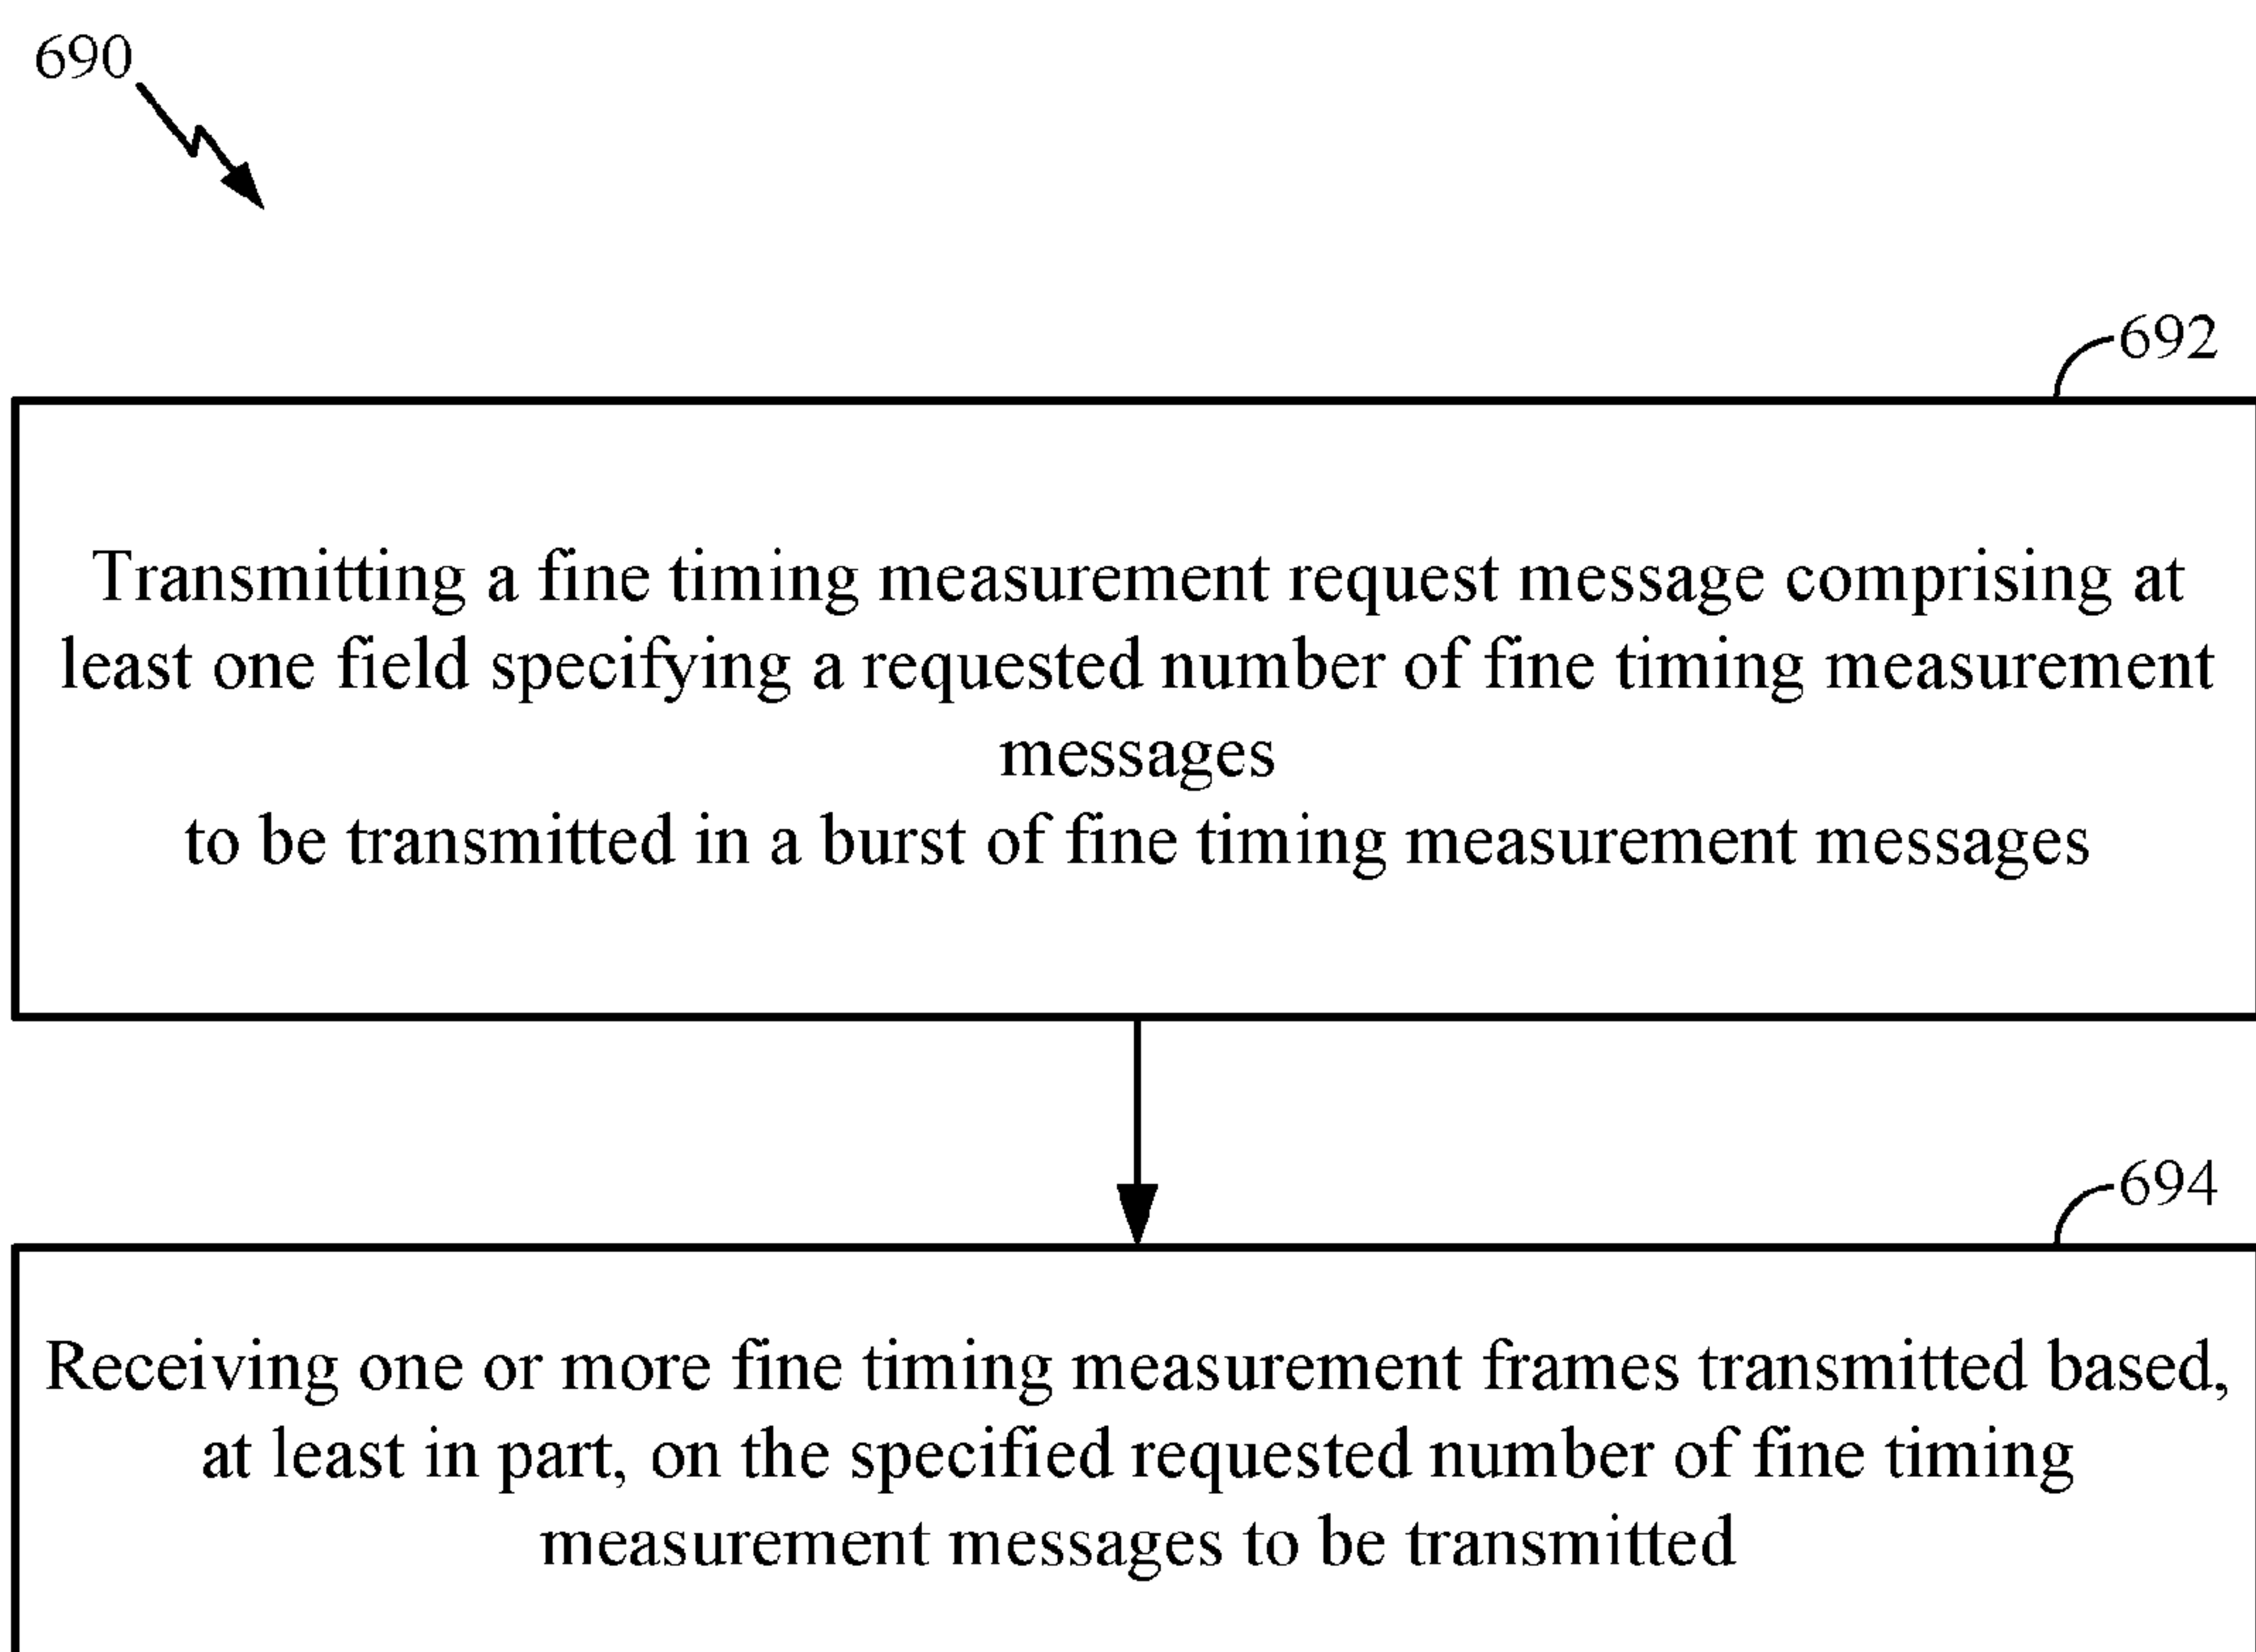 690
692
Transmitting a fine timing measurement request message comprising at
least one field specifying a requested number of fine timing measurement
messages
to be transmitted in a burst of fine timing measurement messages
694
Receiving one or more fine timing measurement frames transmitted based,
at least in part, on the specified requested number of fine timing
measurement messages to be transmitted